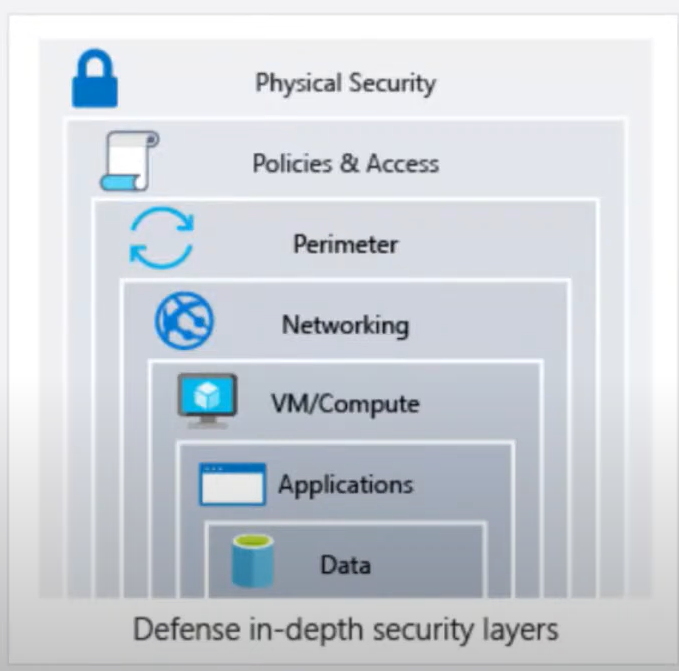 Physical Security
Policies & Access
Perimeter
Networking
VM/Compute
Applications
Data
Defense in-depth security layers